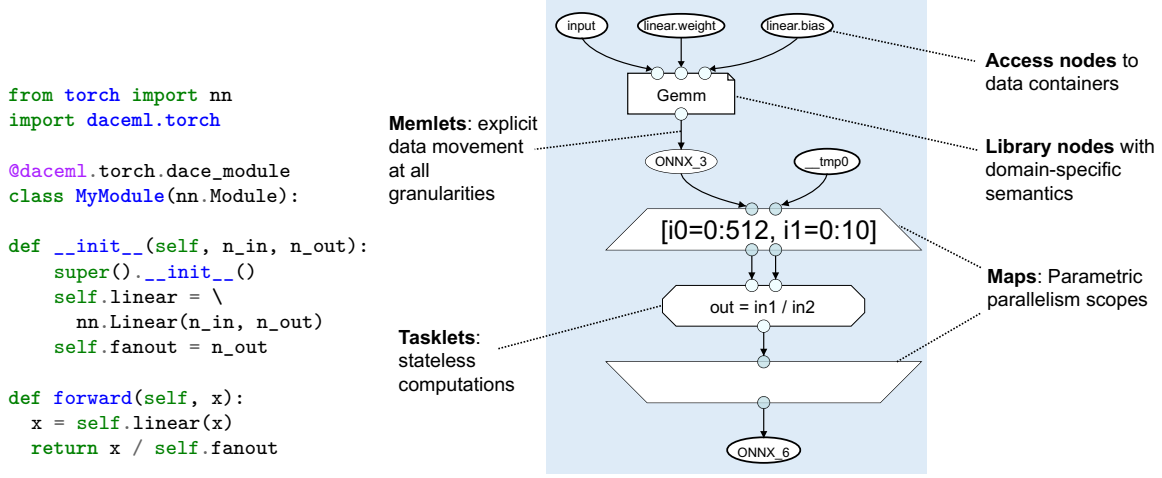 from torch import nn
import daceml.torch
@daceml.torch.dace_module
class MyModule(nn.Module):
def __init__(self, n_in, n_out):
super().__init__()
self.linear = \
nn.Linear(n_in, n_out)
self.fanout = n_out
def forward(self, x):
x = self.linear(x)
return x / self.fanout
Memlets: explicit
data movement
at all
granularities
Tasklets:
stateless
computations
input
linear.weight
linear.bias
Gemm
ONNX_3
__tmp0
[i0=0:512, i1=0:10]
out = in1 / in2
ONNX_6
Access nodes to
data containers
Library nodes with
domain-specific
semantics
Maps: Parametric
parallelism scopes